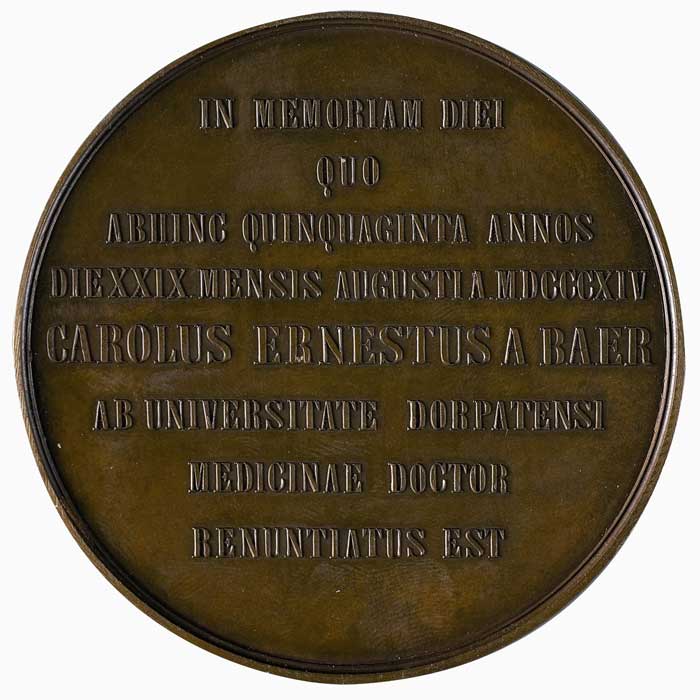 IN MEMORIAM DIEI
QUO
ABHINC QUINQUAGINTA ANNOS
DIE XXIX. MENSIS AUGUSTI A. MDCCCXIV
CAROLUS ERNESTUS A BAER
AB UNIVERSITATE DORPATENSI
MEDICINAE DOCTOR
RENUNTIATUS EST